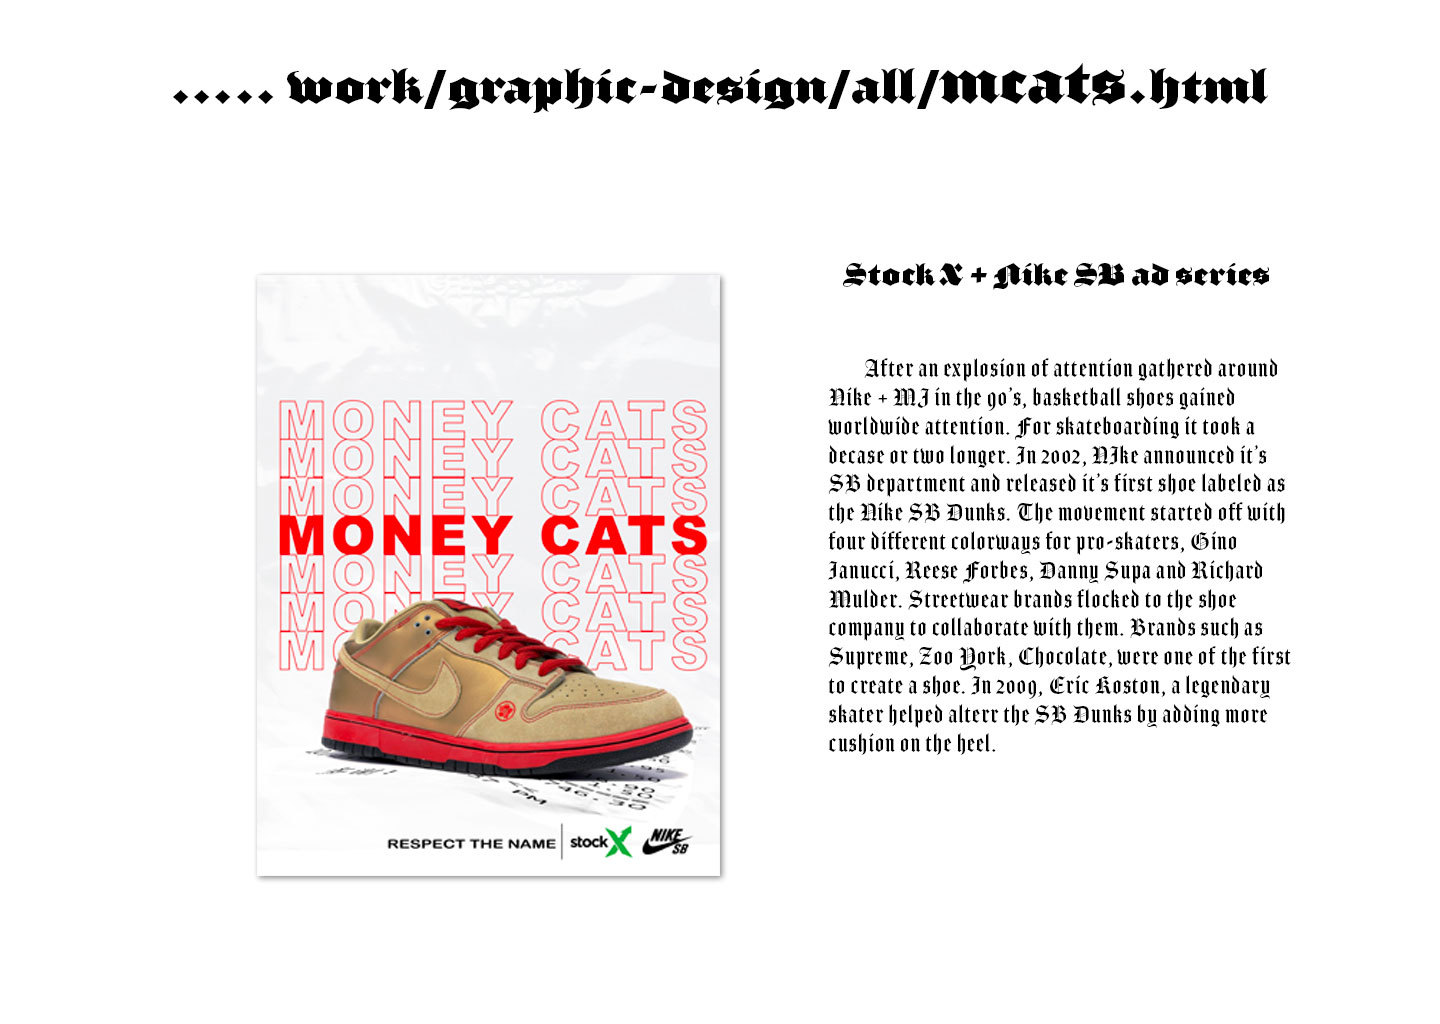 ..... work/graphic-design/all/mcats.html
Stock X + Nike SB ad series
After an explosion of attention gathered around
Nike + MJ in the 90's, basketball shoes gained
worldwide attention. For skateboarding it took a
decase or two longer. In 2002, NIke announced it's
SB department and released it's first shoe labeled as
the Nike SB Dunks. The movement started off with
four different colorways for pro-skaters, Gino
Ianucci, Reese Forbes, Danny Supa and Richard
Mulder. Streetwear brands flocked to the shoe
company to collaborate with them. Brands such as
Supreme, Zoo York, Chocolate, were one of the first
to create a shoe. In 2009, Eric Koston, a legendary
skater helped alterr the SB Dunks by adding more
cushion on the heel.
MONEY CATS
MONEY CATS
MONEY CATS
MONEY CATS
MONEY CATS
MONEY CATS
MO CATS
PM
RESPECT THE NAME
stockX
NIKE
SB